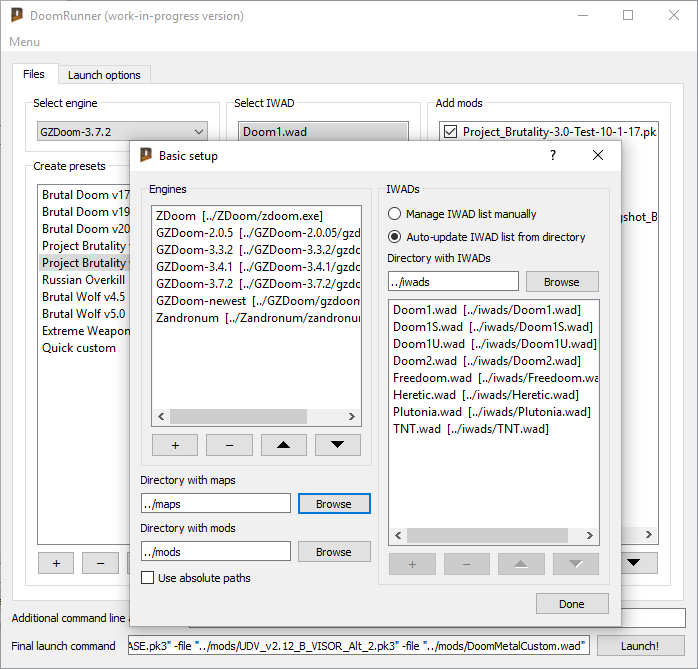 DoomRunner (work-in-progress version)
Menu
Files
Launch options
Select engine
Select IWAD
Add mods
GZDoom-3.7.2
Doom1.wad
Project_Brutality-3.0-Test-10-1-17.pk
Create presets
Brutal Doom v17
Brutal Doom v19
Brutal Doom v20
Project Brutality
Project Brutality
Russian Overkill
Brutal Wolf v4.5
Brutal Wolf v5.0
Extreme Weapon
Quick custom
gshot_B
+ −
Basic setup
?
Engines
ZDoom [../ZDoom/zdoom.exe]
GZDoom-2.0.5 [../GZDoom-2.0.05/gzd
GZDoom-3.3.2 [../GZDoom-3.3.2/gzdc
GZDoom-3.4.1 [../GZDoom-3.4.1/gzdc
GZDoom-3.7.2 [../GZDoom-3.7.2/gzdc
GZDoom-newest [../GZDoom/gzdoom
Zandronum [../Zandronum/zandronum
+ −
Directory with maps
../maps
Browse
Directory with mods
../mods
Browse
Use absolute paths
IWADs
Manage IWAD list manually
Auto-update IWAD list from directory
Directory with IWADs
../iwads
Browse
Doom1.wad [../iwads/Doom1.wad]
Doom1S.wad [../iwads/Doom1S.wad]
Doom1U.wad [../iwads/Doom1U.wad]
Doom2.wad [../iwads/Doom2.wad]
Freedoom.wad [../iwads/Freedoom.wa
Heretic.wad [../iwads/Heretic.wad]
Plutonia.wad [../iwads/Plutonia.wad]
TNT.wad [../iwads/TNT.wad]
+ −
Done
Additional command line
Final launch command
ASE.pk3" -file "../mods/UDV_v2.12_B_VISOR_Alt_2.pk3" -file "../mods/DoomMetalCustom.wad"
Launch!